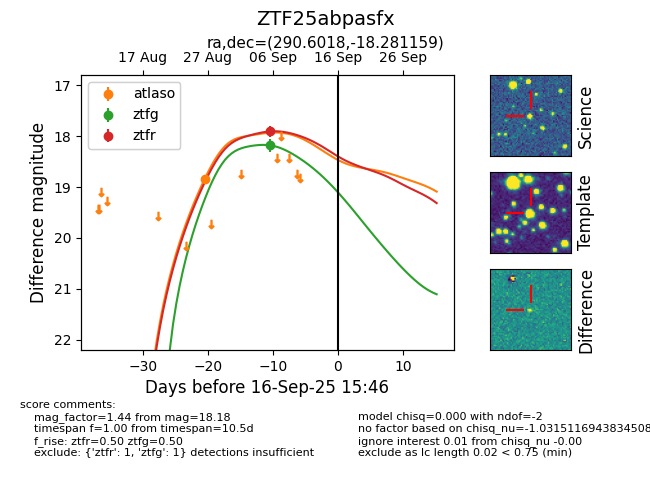 ZTF25abpasfx
ra,dec=(290.6018,-18.281159)
17 Aug 27 Aug 06 Sep 16 Sep 26 Sep
atlaso
ztfg
ztfr
17
18
19
20
21
22
Difference magnitude
−30 −20 −10 0 10
Days before 16-Sep-25 15:46
Science
Template
Difference
score comments:
mag_factor=1.44 from mag=18.18
timespan f=1.00 from timespan=10.5d
f_rise: ztfr=0.50 ztfg=0.50
exclude: {'ztfr': 1, 'ztfg': 1} detections insufficient
model chisq=0.000 with ndof=-2
no factor based on chisq_nu=-1.0315116943834508
ignore interest 0.01 from chisq_nu -0.00
exclude as lc length 0.02 < 0.75 (min)